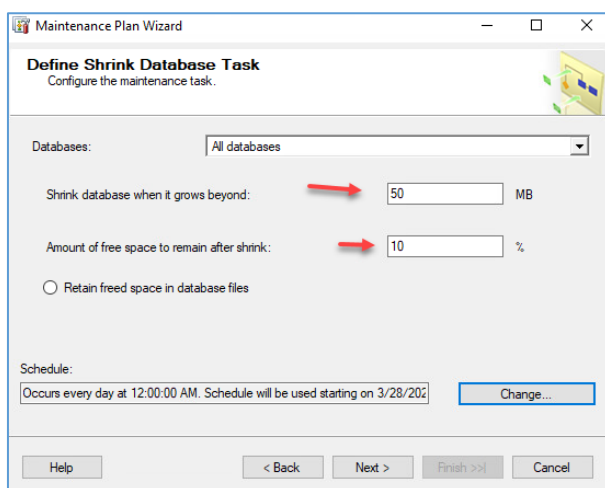 Maintenance Plan Wizard
Define Shrink Database Task
Configure the maintenance task.
Databases: All databases
Shrink database when it grows beyond: 50 MB
Amount of free space to remain after shrink: 10 %
Retain freed space in database files
Schedule:
Occurs every day at 12:00:00 AM. Schedule will be used starting on 3/28/202
Change...
Help < Back Next > Finish >>| Cancel